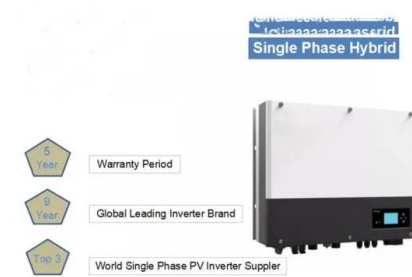 Single Phase Hybrid
5
Year
Warranty Period
9
Year
Global Leading Inverter Brand
Top 3
World Single Phase PV Inverter Suppler